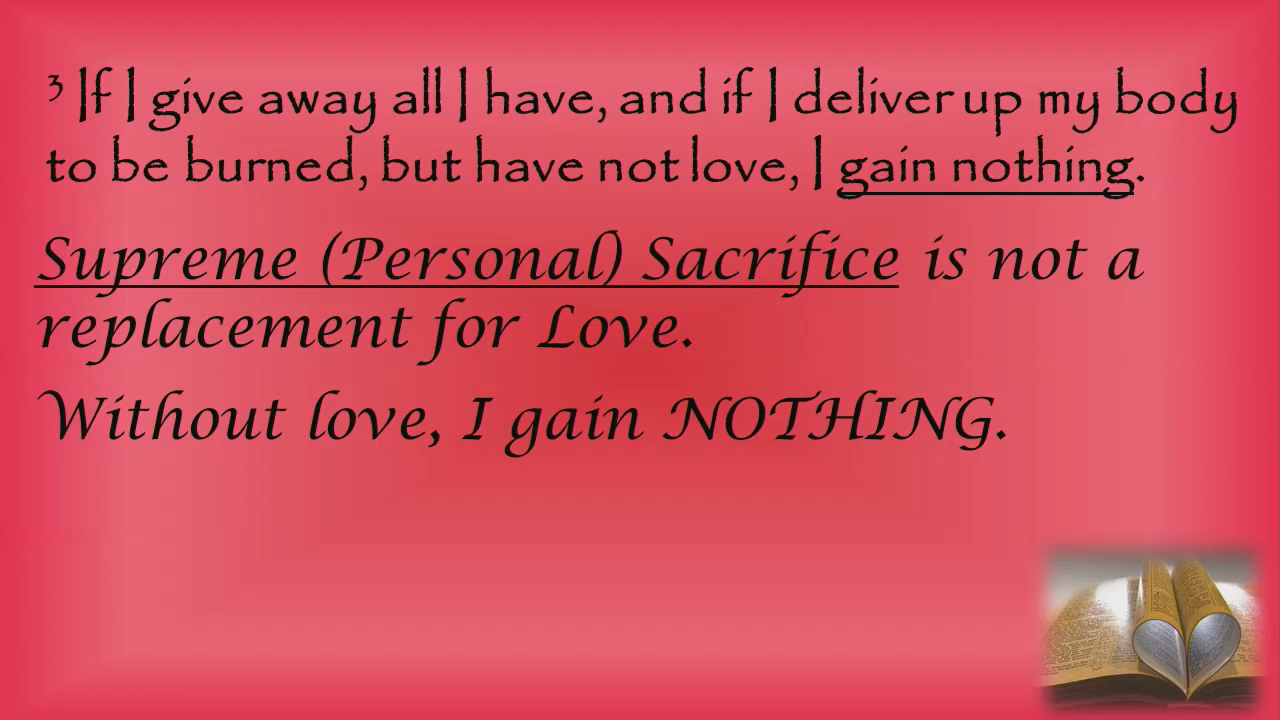 3 If I give away all I have, and if I deliver up my body
to be burned, but have not love, I gain nothing.
Supreme (Personal) Sacrifice is not a
replacement for Love.
Without love, I gain NOTHING.